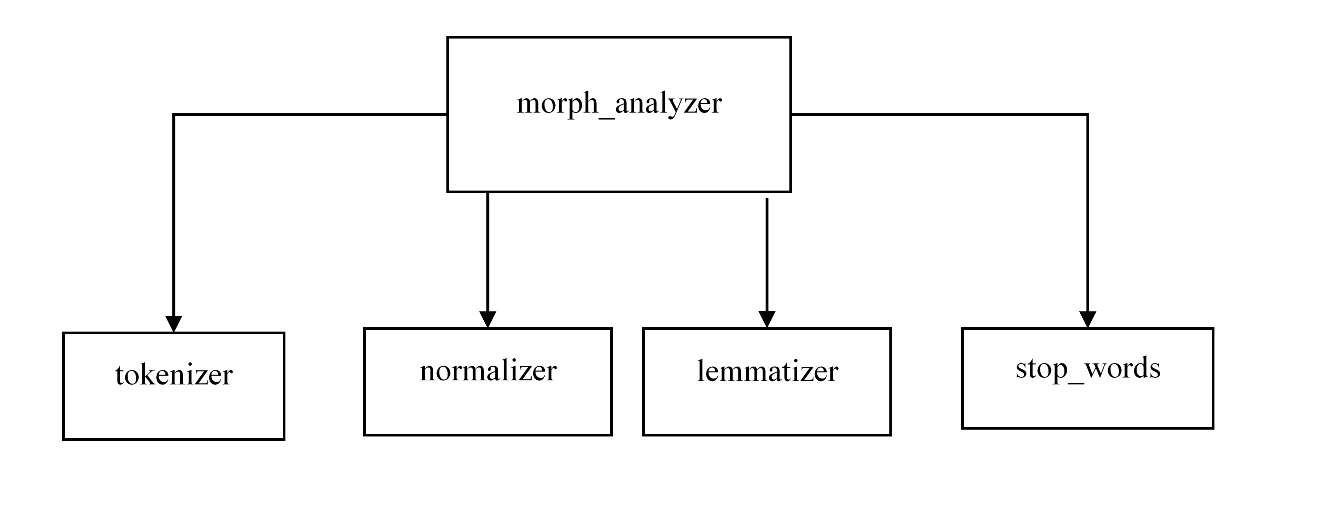 morph_analyzer
tokenizer
normalizer
lemmatizer
stop_words